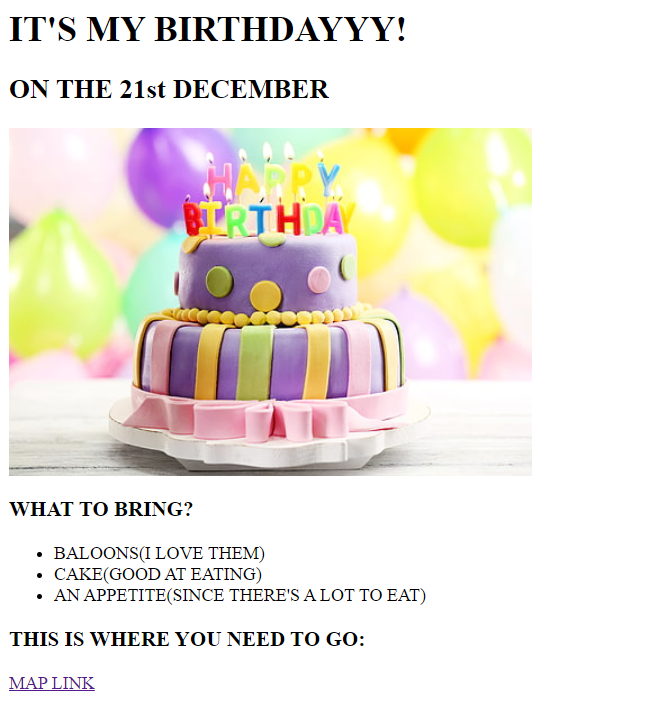 IT'S MY BIRTHDAYYY!
ON THE 21st DECEMBER
HAPPY
BIRTHDAY
WHAT TO BRING?
BALOONS(I LOVE THEM)
CAKE(GOOD AT EATING)
AN APPETITE(SINCE THERE'S A LOT TO EAT)
THIS IS WHERE YOU NEED TO GO:
MAP LINK